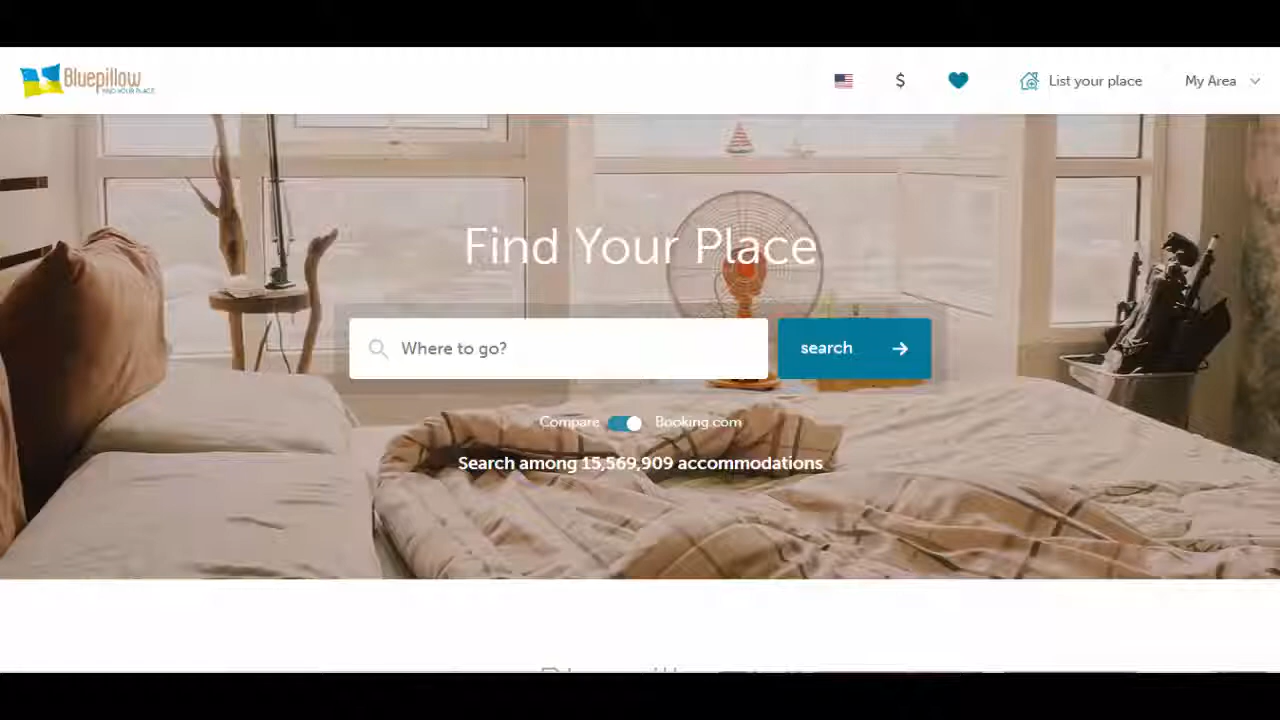 Bluepillow
FIND YOUR PLACE
$
List your place
My Area
Find Your Place
Where to go?
search
Compare
Booking.com
Search among 15,569,909 accommodations